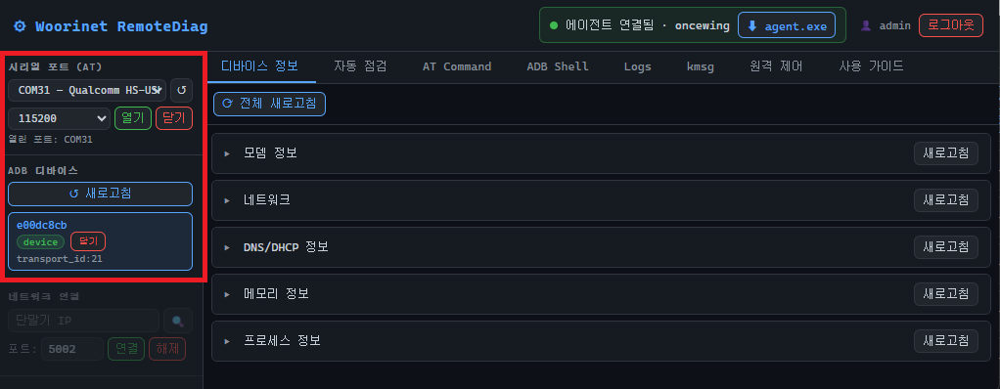 ⚙ Woorinet RemoteDiag
에이전트 연결됨 · oncewing
⬇ agent.exe
admin
로그아웃
시리얼 포트 (AT)
COM31 — Qualcomm HS-US
↺
115200
열기
닫기
열린 포트: COM31
ADB 디바이스
↺ 새로고침
e00dc8cb
device
닫기
transport_id:21
네트워크 연결
단말기 IP
포트:
5002
연결
해제
디바이스 정보
자동 점검
AT Command
ADB Shell
Logs
kmsg
원격 제어
사용 가이드
⟳ 전체 새로고침
▸ 모뎀 정보
새로고침
▸ 네트워크
새로고침
▸ DNS/DHCP 정보
새로고침
▸ 메모리 정보
새로고침
▸ 프로세스 정보
새로고침